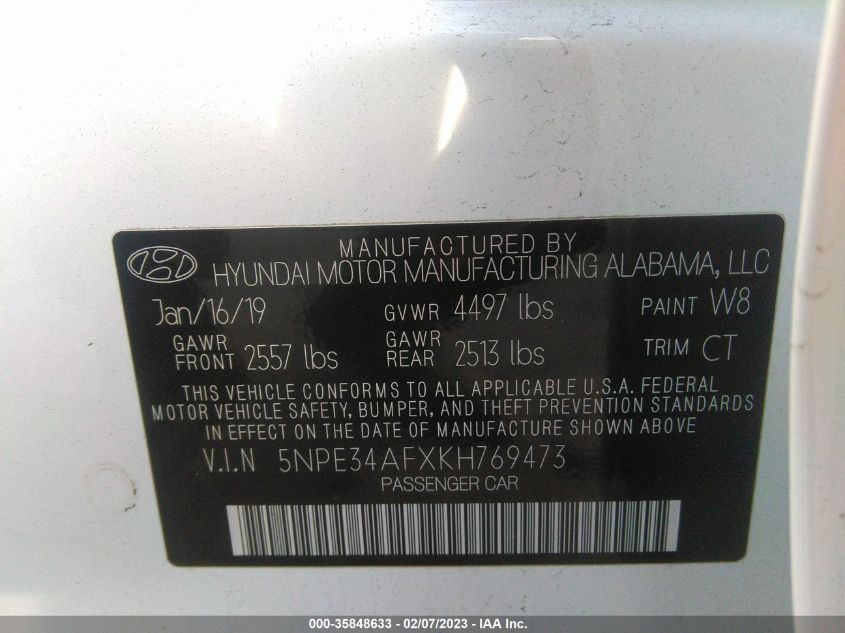 MANUFACTURED BY
HYUNDAI MOTOR MANUFACTURING ALABAMA, LLC
Jan/16/19 GVWR 4497 lbs PAINT W8
GAWR FRONT 2557 lbs GAWR REAR 2513 lbs TRIM CT
THIS VEHICLE CONFORMS TO ALL APPLICABLE U.S.A. FEDERAL
MOTOR VEHICLE SAFETY, BUMPER, AND THEFT PREVENTION STANDARDS
IN EFFECT ON THE DATE OF MANUFACTURE SHOWN ABOVE
V.I.N 5NPE34AFXKH769473
PASSENGER CAR
000-35848633 - 02/07/2023 - IAA Inc.